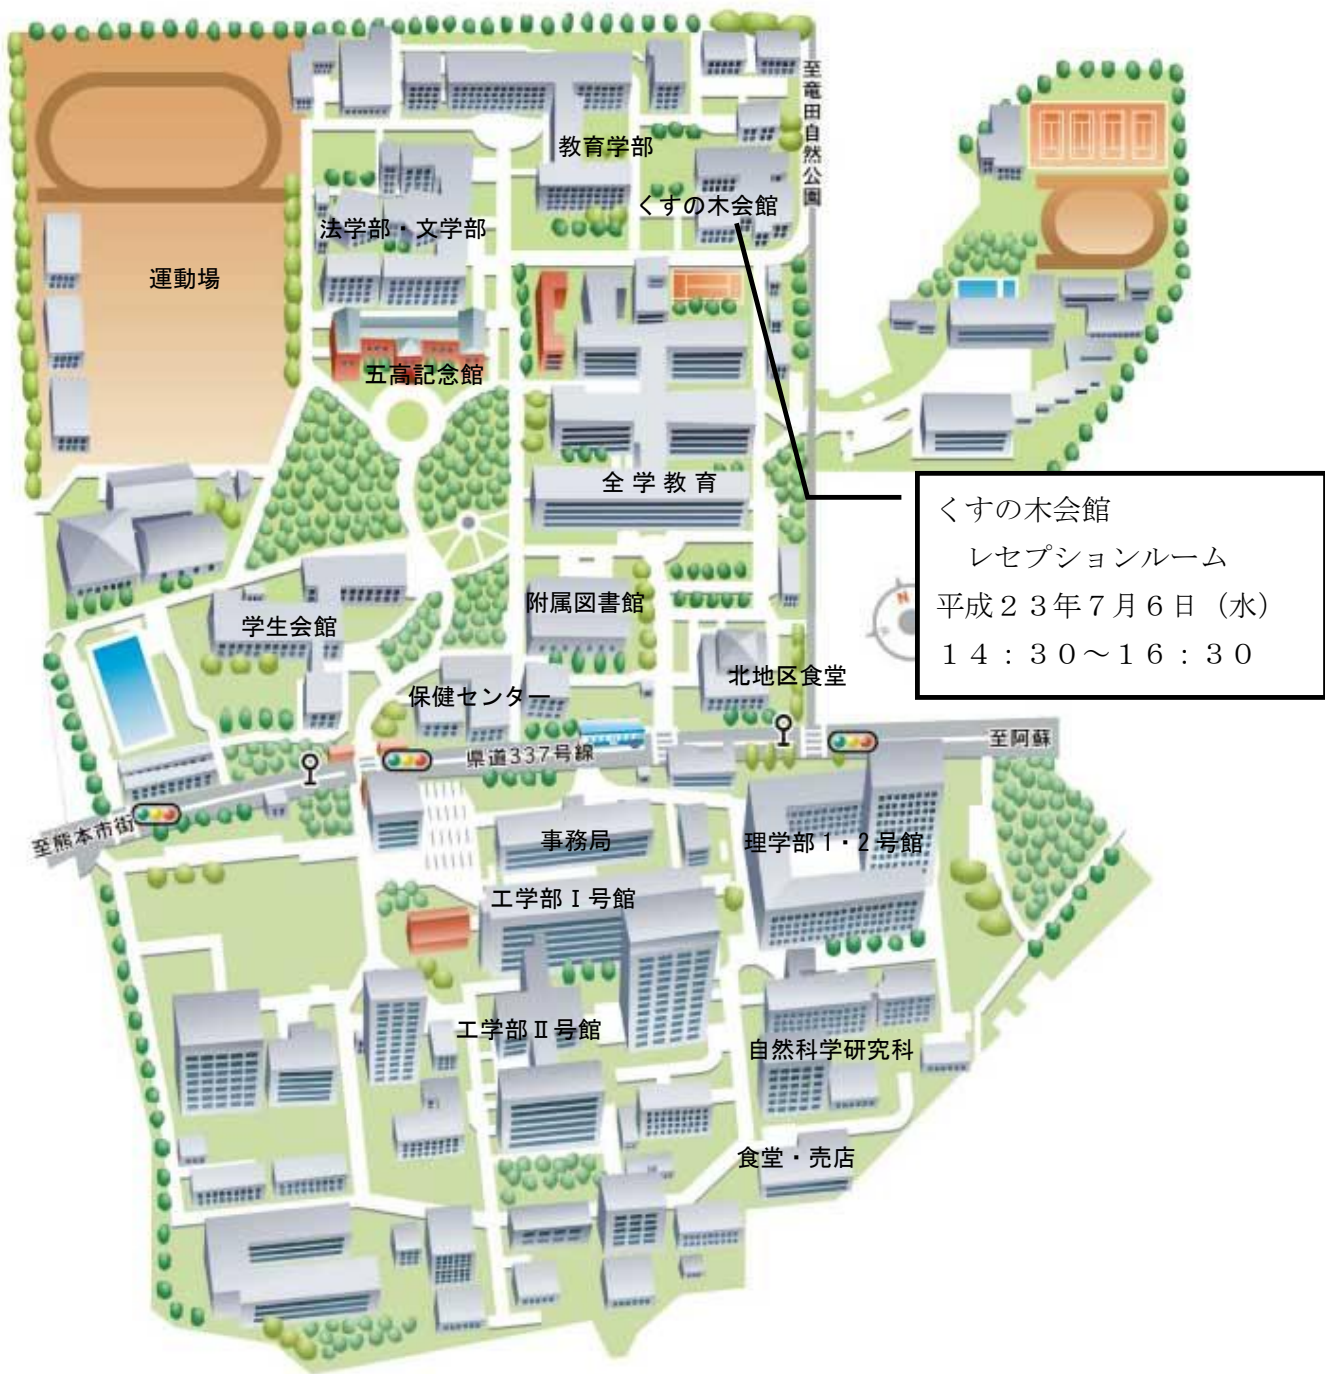 至竜田自然公園
教育学部
くすの木会館
法学部・文学部
運動場
五高記念館
全学教育
くすの木会館
レセプションルーム
平成２３年７月６日（水）
１４：３０～１６：３０
N
附属図書館
学生会館
北地区食堂
保健センター
県道337号線
至阿蘇
至熊本市街
事務局
理学部1・2号館
工学部Ⅰ号館
工学部Ⅱ号館
自然科学研究科
食堂・売店